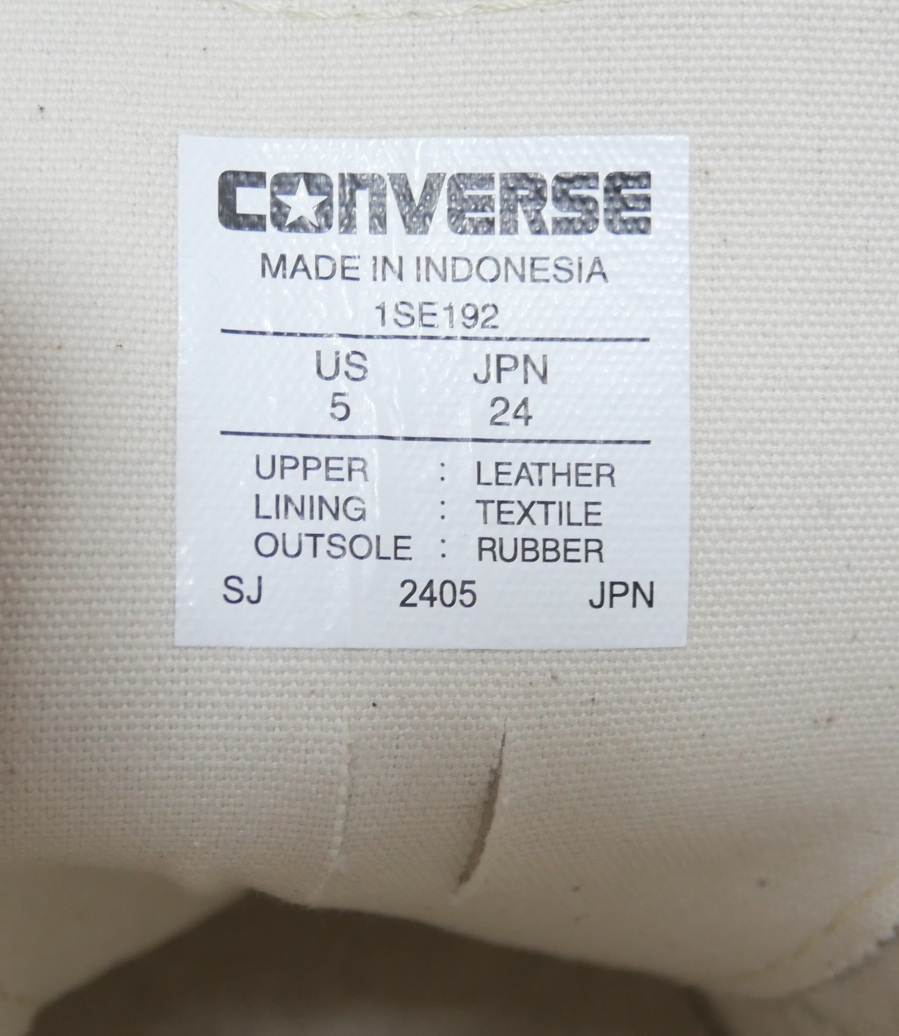 CONVERSE
MADE IN INDONESIA
1SE192
US JPN
5 24
UPPER : LEATHER
LINING : TEXTILE
OUTSOLE : RUBBER
SJ 2405 JPN